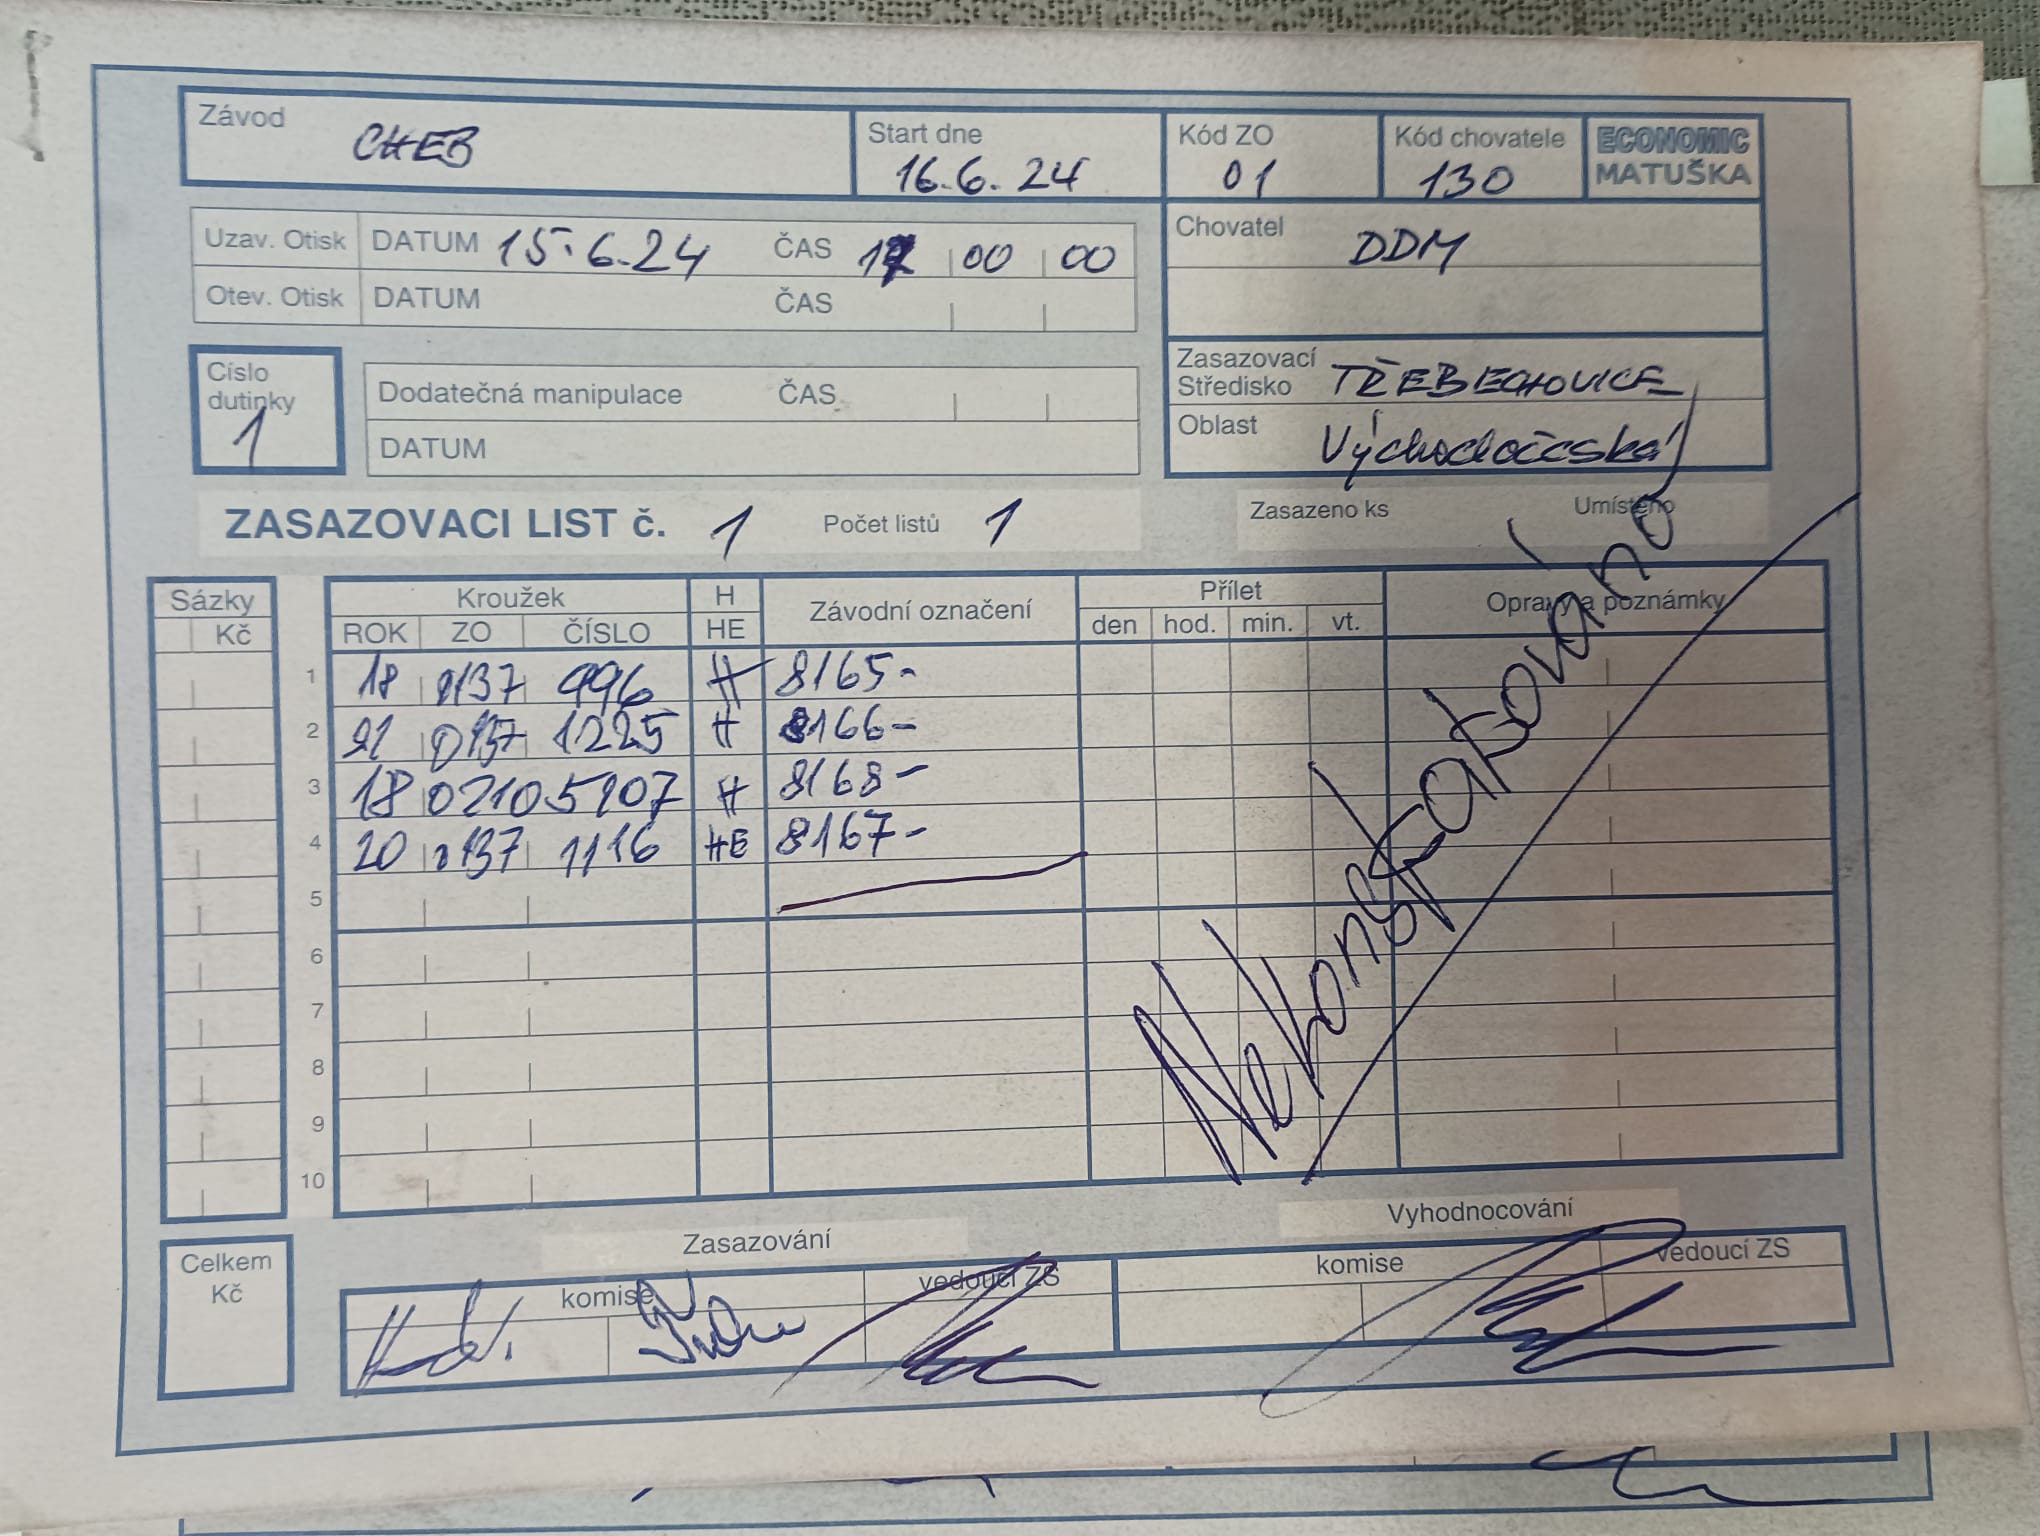 Závod CHEB Start dne 16.6.24 Kód ZO 01 Kód chovatele 130 ECONOMIC MATUŠKA
Uzav. Otisk DATUM 15.6.24 ČAS 17 00 00
Otev. Otisk DATUM ČAS
Chovatel DDM
Číslo dutinky 1
Dodatečná manipulace ČAS
DATUM
Zasazovací Středisko TŘEBECHOVICE
Oblast Východočeská
ZASAZOVACI LIST č. 1 Počet listů 1 Zasazeno ks Umístěno
Sázky Kroužek H Závodní označení Přílet Opravy a poznámky
Kč ROK ZO ČÍSLO HE den hod. min. vt.
1 18 0137 996 H 8165-
2 21 0137 1225 H 8166-
3 18 0210 5907 H 8168-
4 20 0137 1116 HE 8167-
5
6
7
8
9
10
Nekonstatováno
Zasazování Vyhodnocování
Celkem Kč komise vedoucí ZS komise vedoucí ZS